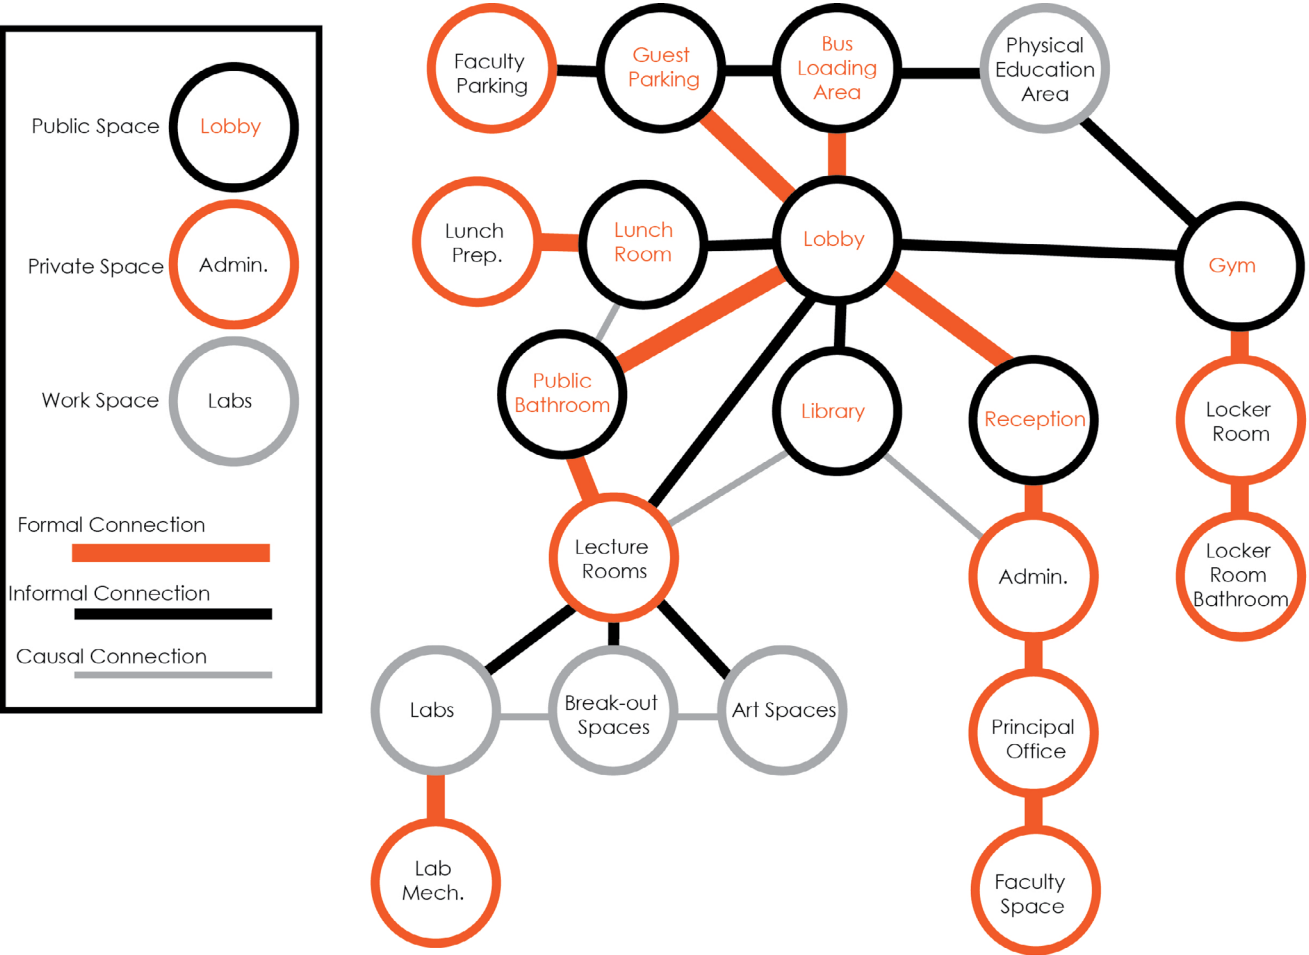 Public Space
Lobby
Private Space
Admin.
Work Space
Labs
Formal Connection
Informal Connection
Causal Connection
Faculty
Parking
Guest
Parking
Bus
Loading
Area
Physical
Education
Area
Lunch
Prep.
Lunch
Room
Lobby
Gym
Public
Bathroom
Library
Reception
Locker
Room
Lecture
Rooms
Admin.
Locker
Room
Bathroom
Labs
Break-out
Spaces
Art Spaces
Principal
Office
Lab
Mech.
Faculty
Space